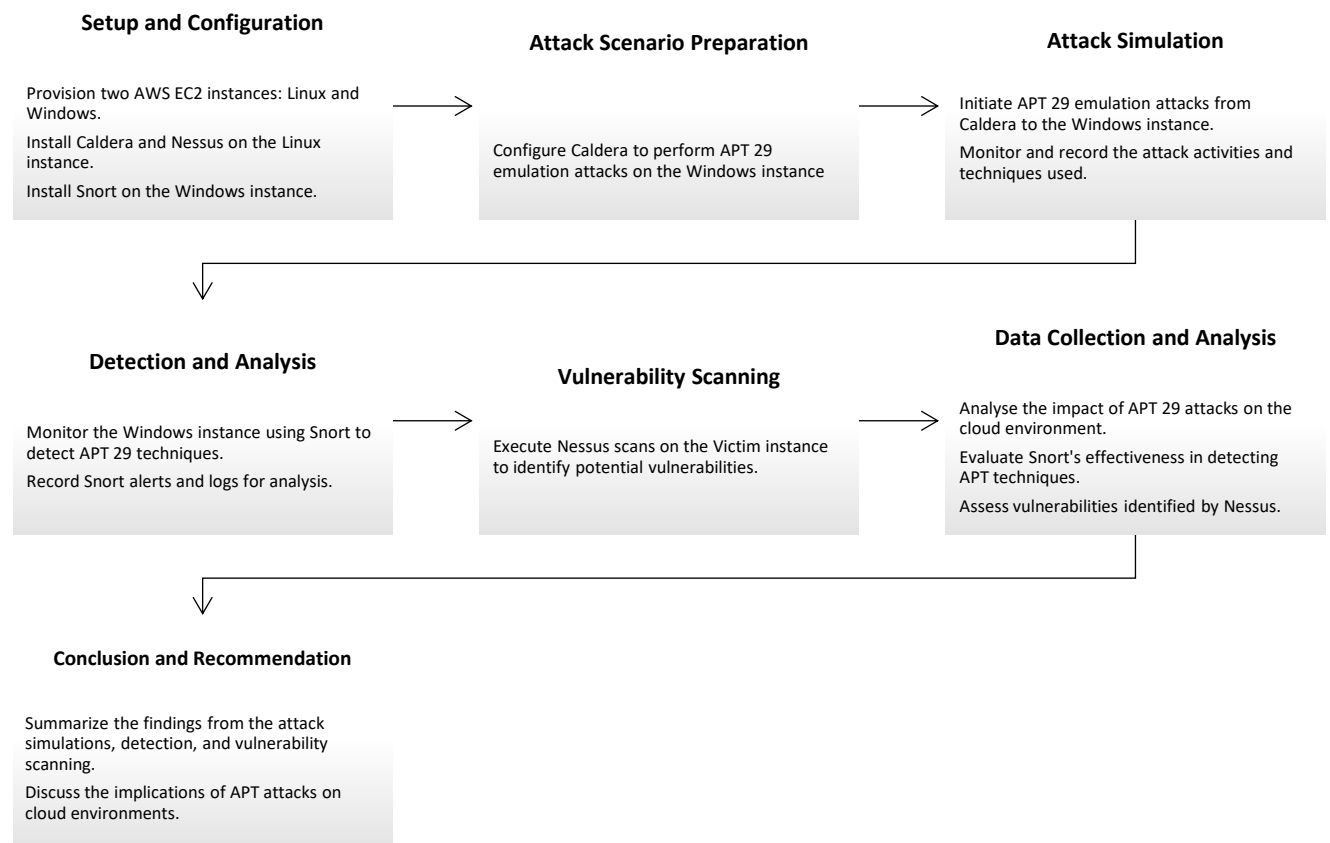 Setup and Configuration
Provision two AWS EC2 instances: Linux and
Windows.
Install Caldera and Nessus on the Linux
instance.
Install Snort on the Windows instance.
Attack Scenario Preparation
Configure Caldera to perform APT 29
emulation attacks on the Windows instance
Attack Simulation
Initiate APT 29 emulation attacks from
Caldera to the Windows instance.
Monitor and record the attack activities and
techniques used.
Detection and Analysis
Monitor the Windows instance using Snort to
detect APT 29 techniques.
Record Snort alerts and logs for analysis.
Vulnerability Scanning
Execute Nessus scans on the Victim instance
to identify potential vulnerabilities.
Data Collection and Analysis
Analyse the impact of APT 29 attacks on the
cloud environment.
Evaluate Snort's effectiveness in detecting
APT techniques.
Assess vulnerabilities identified by Nessus.
Conclusion and Recommendation
Summarize the findings from the attack
simulations, detection, and vulnerability
scanning.
Discuss the implications of APT attacks on
cloud environments.